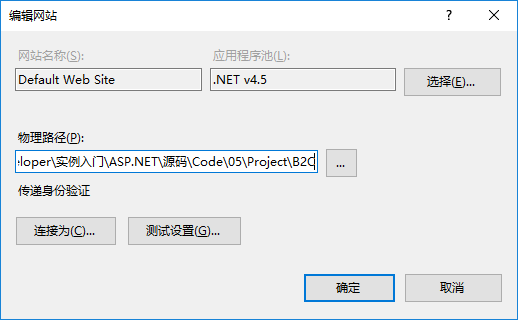 编辑网站
网站名称(S):
应用程序池(L):
Default Web Site
.NET v4.5
选择(E)...
物理路径(P):
eloper\实例入门\ASP.NET\源码\Code\05\Project\B2C
...
传递身份验证
连接为(C)...
测试设置(G)...
确定
取消